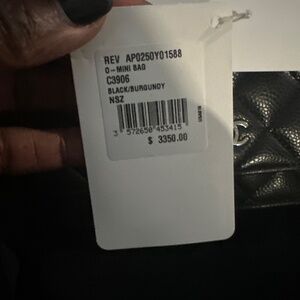 REV AP0250Y01588
O-MINI BAG
C3906
BLACK/BURGUNDY
NSZ
3 572650 453415
$ 3350.00